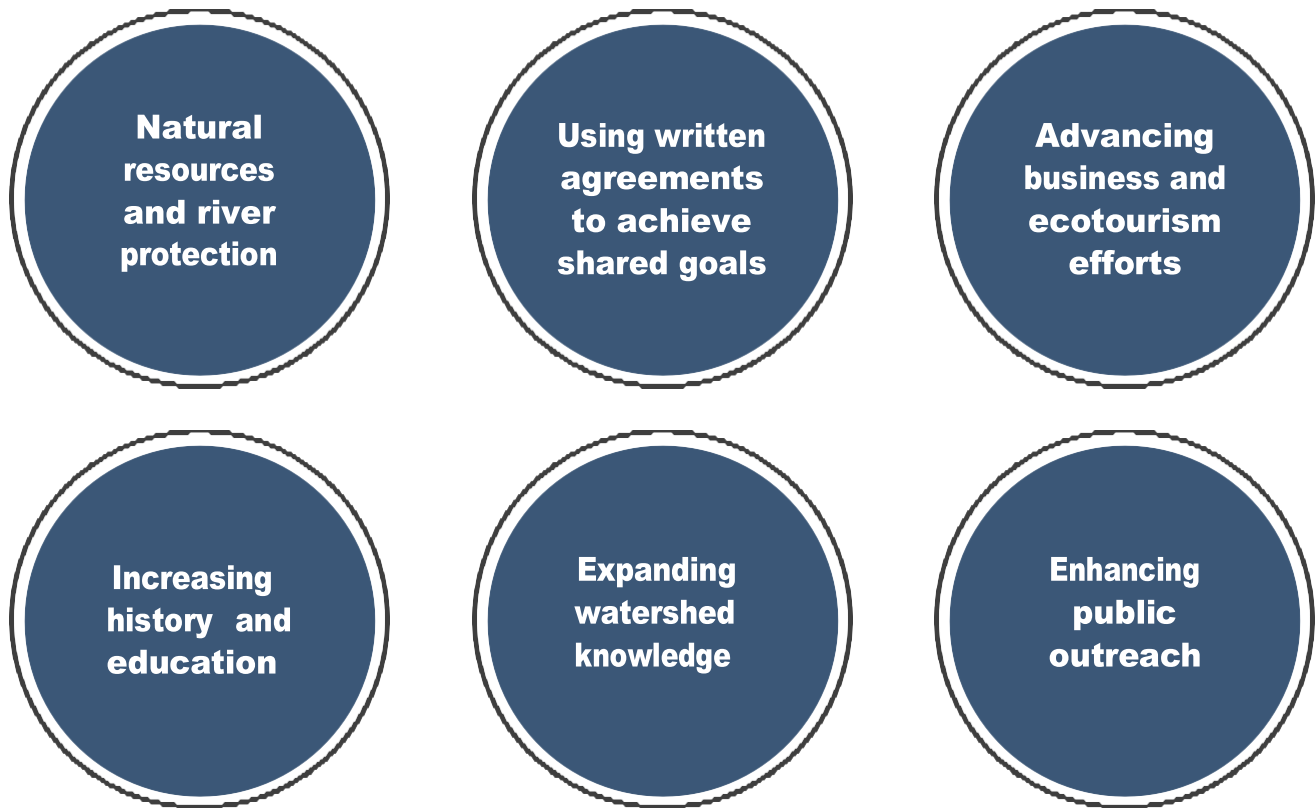 Natural
resources
and river
protection
Using written
agreements
to achieve
shared goals
Advancing
business and
ecotourism
efforts
Increasing
history and
education
Expanding
watershed
knowledge
Enhancing
public
outreach